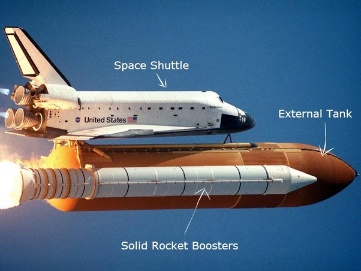 Space Shuttle
External Tank
United States
Solid Rocket Boosters